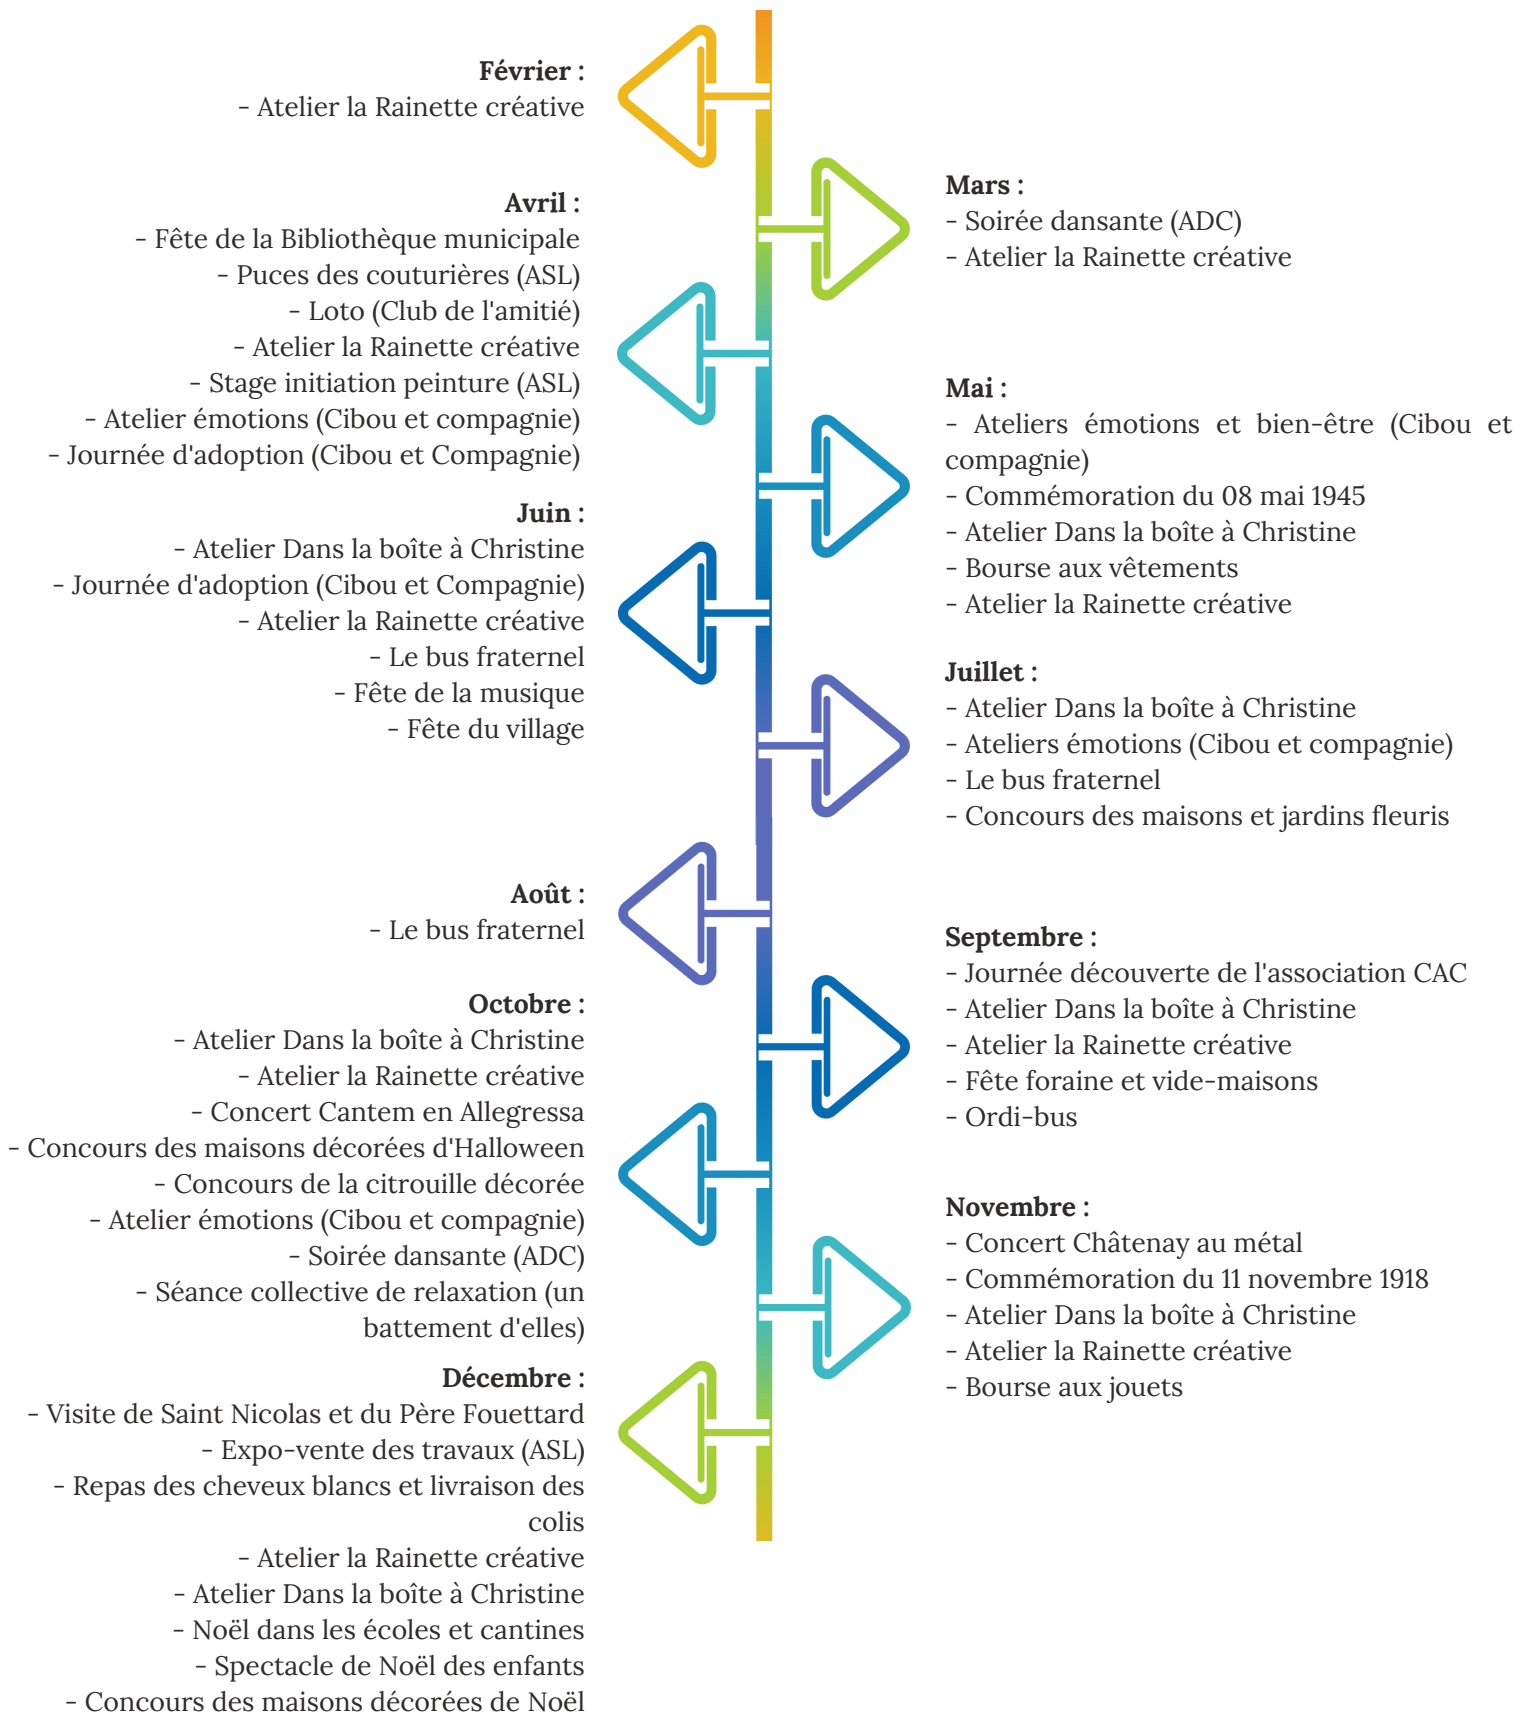 Février :
- Atelier la Rainette créative
Mars :
- Soirée dansante (ADC)
- Atelier la Rainette créative
Avril :
- Fête de la Bibliothèque municipale
- Puces des couturières (ASL)
- Loto (Club de l'amitié)
- Atelier la Rainette créative
- Stage initiation peinture (ASL)
- Atelier émotions (Cibou et compagnie)
- Journée d'adoption (Cibou et Compagnie)
Mai :
- Ateliers émotions et bien-être (Cibou et
compagnie)
- Commémoration du 08 mai 1945
- Atelier Dans la boîte à Christine
- Bourse aux vêtements
- Atelier la Rainette créative
Juin :
- Atelier Dans la boîte à Christine
- Journée d'adoption (Cibou et Compagnie)
- Atelier la Rainette créative
- Le bus fraternel
- Fête de la musique
- Fête du village
Juillet :
- Atelier Dans la boîte à Christine
- Ateliers émotions (Cibou et compagnie)
- Le bus fraternel
- Concours des maisons et jardins fleuris
Août :
- Le bus fraternel
Septembre :
- Journée découverte de l'association CAC
- Atelier Dans la boîte à Christine
- Atelier la Rainette créative
- Fête foraine et vide-maisons
- Ordi-bus
Octobre :
- Atelier Dans la boîte à Christine
- Atelier la Rainette créative
- Concert Cantem en Allegressa
- Concours des maisons décorées d'Halloween
- Concours de la citrouille décorée
- Atelier émotions (Cibou et compagnie)
- Soirée dansante (ADC)
- Séance collective de relaxation (un
battement d'elles)
Novembre :
- Concert Châtenay au métal
- Commémoration du 11 novembre 1918
- Atelier Dans la boîte à Christine
- Atelier la Rainette créative
- Bourse aux jouets
Décembre :
- Visite de Saint Nicolas et du Père Fouettard
- Expo-vente des travaux (ASL)
- Repas des cheveux blancs et livraison des
colis
- Atelier la Rainette créative
- Atelier Dans la boîte à Christine
- Noël dans les écoles et cantines
- Spectacle de Noël des enfants
- Concours des maisons décorées de Noël